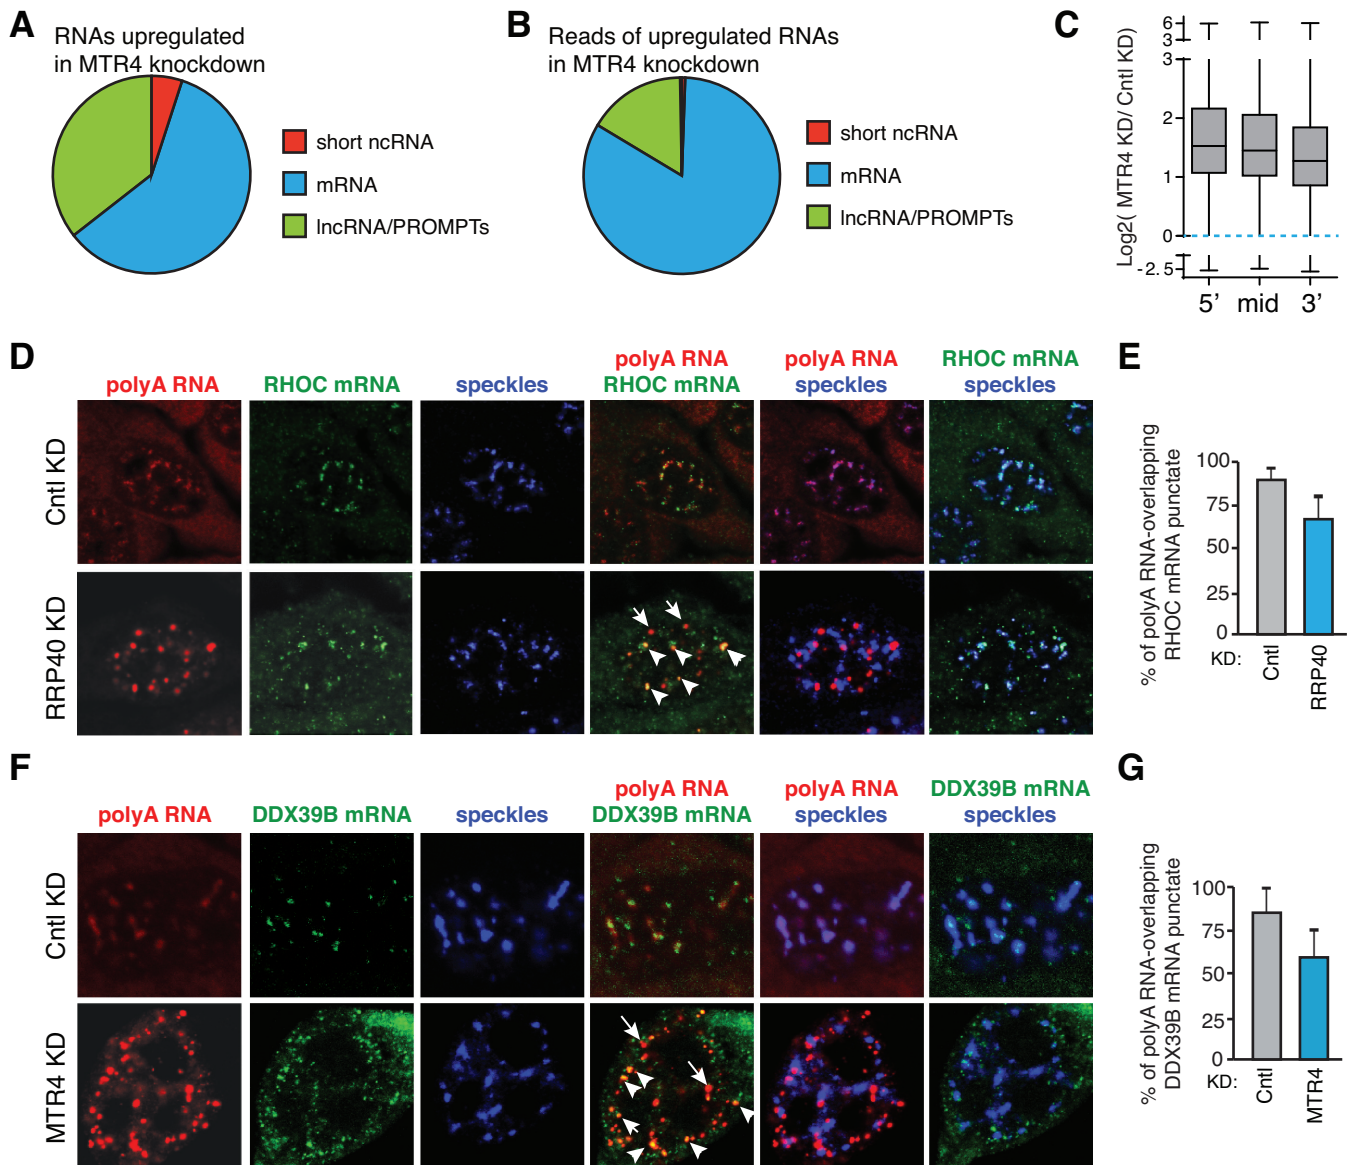 A
RNAs upregulated
in MTR4 knockdown
short ncRNA
mRNA
lncRNA/PROMPTs
B
Reads of upregulated RNAs
in MTR4 knockdown
short ncRNA
mRNA
lncRNA/PROMPTs
C
Log2( MTR4 KD/ Cntl KD)
6
3
3
2
1
0
-2.5
5’ mid 3’
D
polyA RNA
RHOC mRNA
speckles
polyA RNA
RHOC mRNA
polyA RNA
speckles
RHOC mRNA
speckles
Cntl KD
RRP40 KD
E
% of polyA RNA-overlapping
RHOC mRNA punctate
100
75
50
25
0
KD:
Cntl
RRP40
F
polyA RNA
DDX39B mRNA
speckles
polyA RNA
DDX39B mRNA
polyA RNA
speckles
DDX39B mRNA
speckles
Cntl KD
MTR4 KD
G
% of polyA RNA-overlapping
DDX39B mRNA punctate
100
75
50
25
0
KD:
Cntl
MTR4